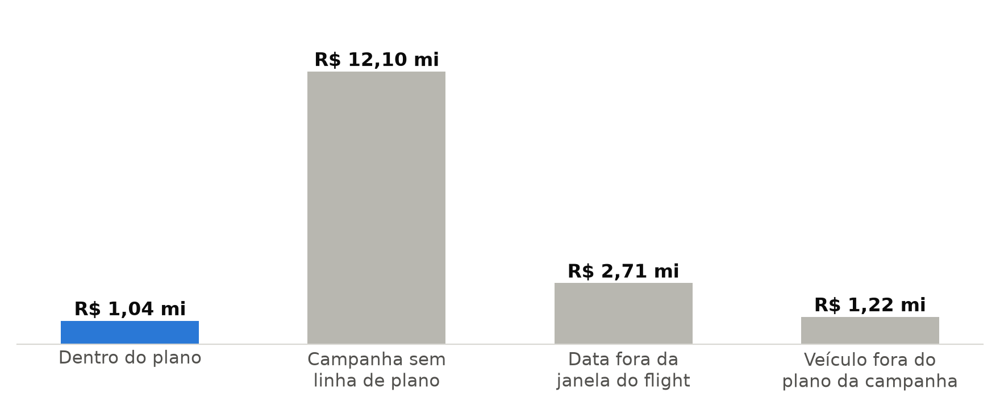 R$ 12,10 mi
R$ 2,71 mi
R$ 1,22 mi
R$ 1,04 mi
Dentro do plano
Campanha sem
linha de plano
Data fora da
janela do flight
Veículo fora do
plano da campanha